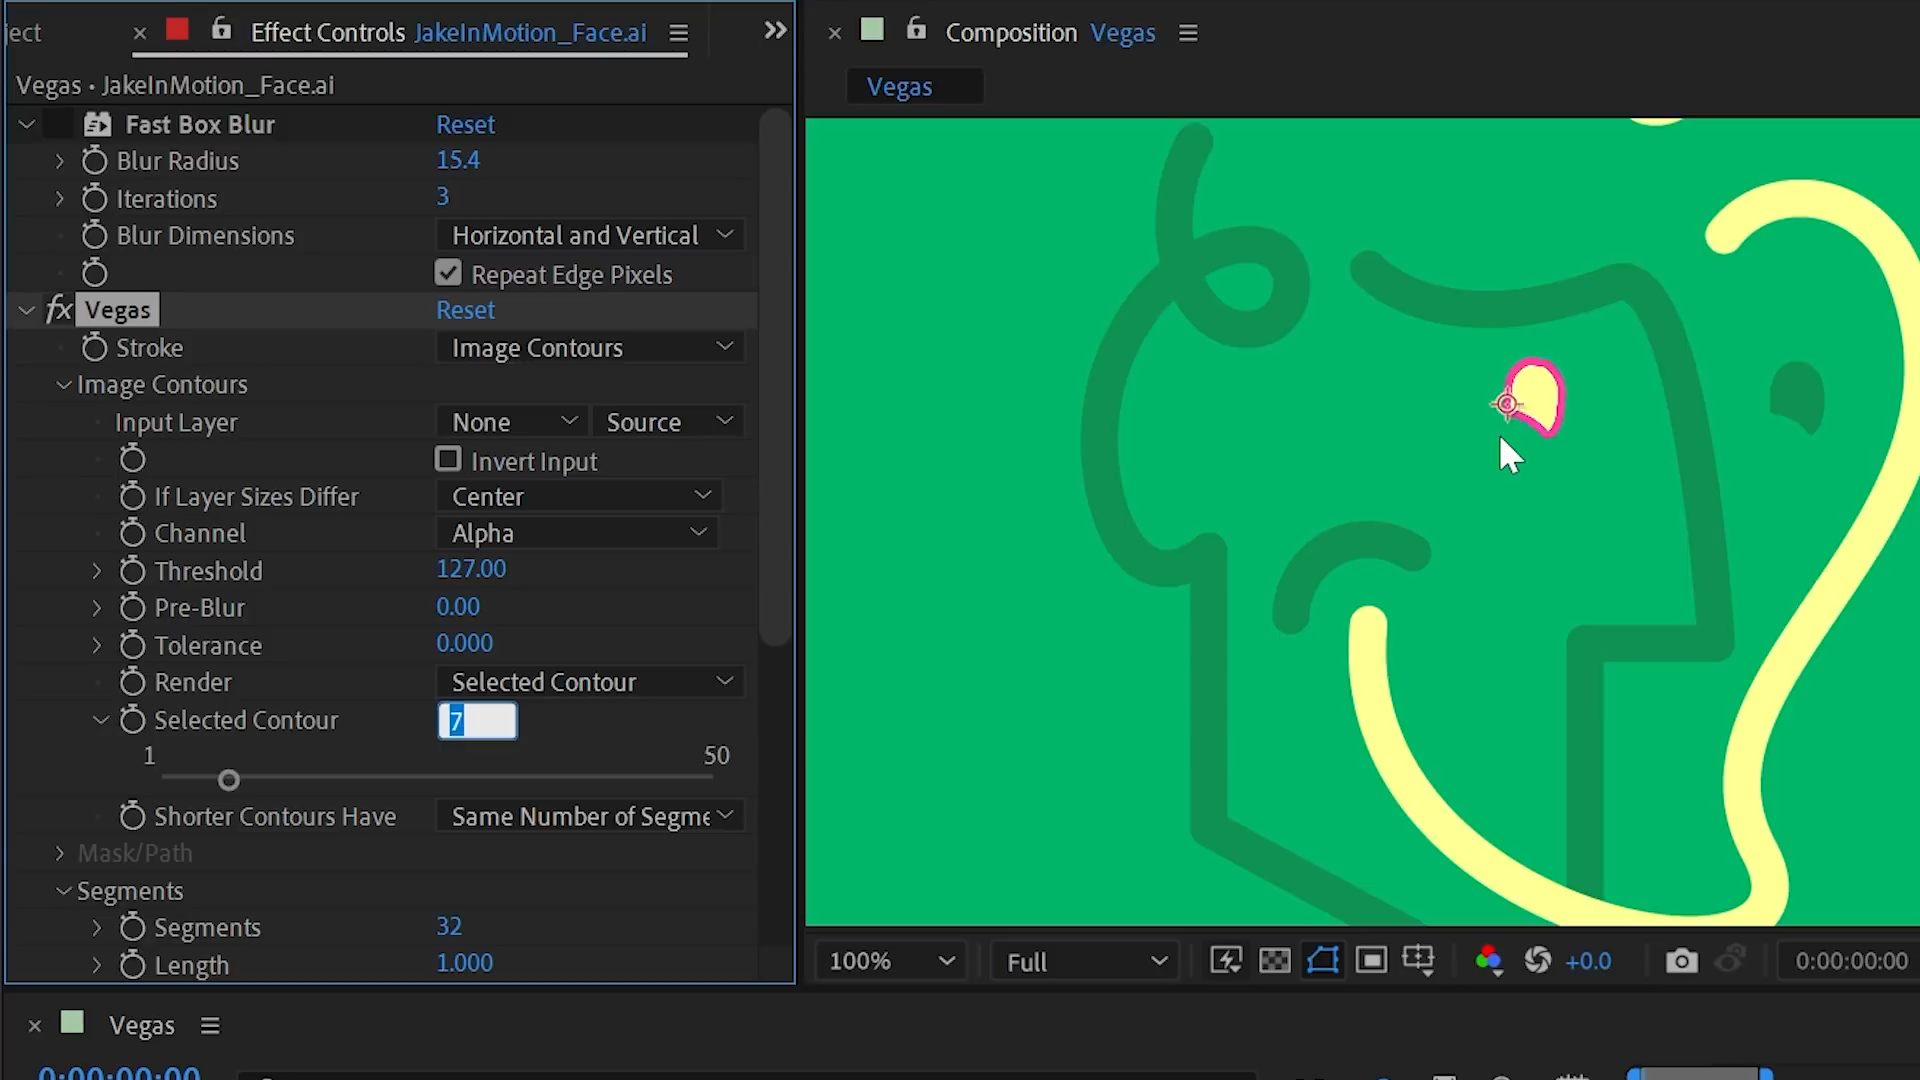 ject
Effect Controls JakeInMotion_Face.ai
Vegas • JakeInMotion_Face.ai
Fast Box Blur Reset
Blur Radius 15.4
Iterations 3
Blur Dimensions Horizontal and Vertical
Repeat Edge Pixels
fx Vegas Reset
Stroke Image Contours
Image Contours
Input Layer None Source
Invert Input
If Layer Sizes Differ Center
Channel Alpha
Threshold 127.00
Pre-Blur 0.00
Tolerance 0.000
Render Selected Contour
Selected Contour 7
1 50
Shorter Contours Have Same Number of Segme
Mask/Path
Segments
Segments 32
Length 1.000
Composition Vegas
Vegas
100% Full +0.0 0:00:00:00
Vegas
0:00:00:00